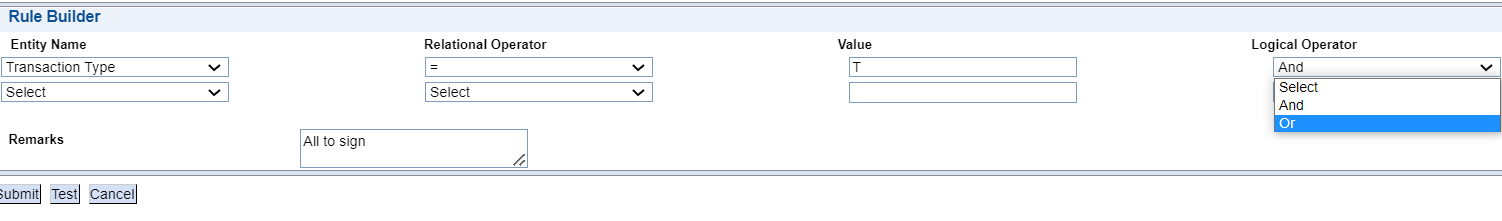 Rule Builder
Entity Name Relational Operator Value Logical Operator
Transaction Type = T And
Select Select Select
And
Or
Remarks All to sign
Submit Test Cancel